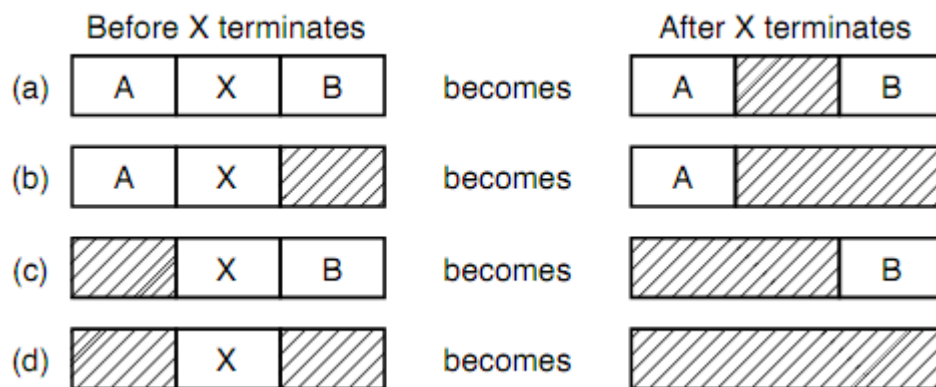 Before X terminates After X terminates
(a) A X B becomes A B
(b) A X becomes A
(c) X B becomes B
(d) X becomes